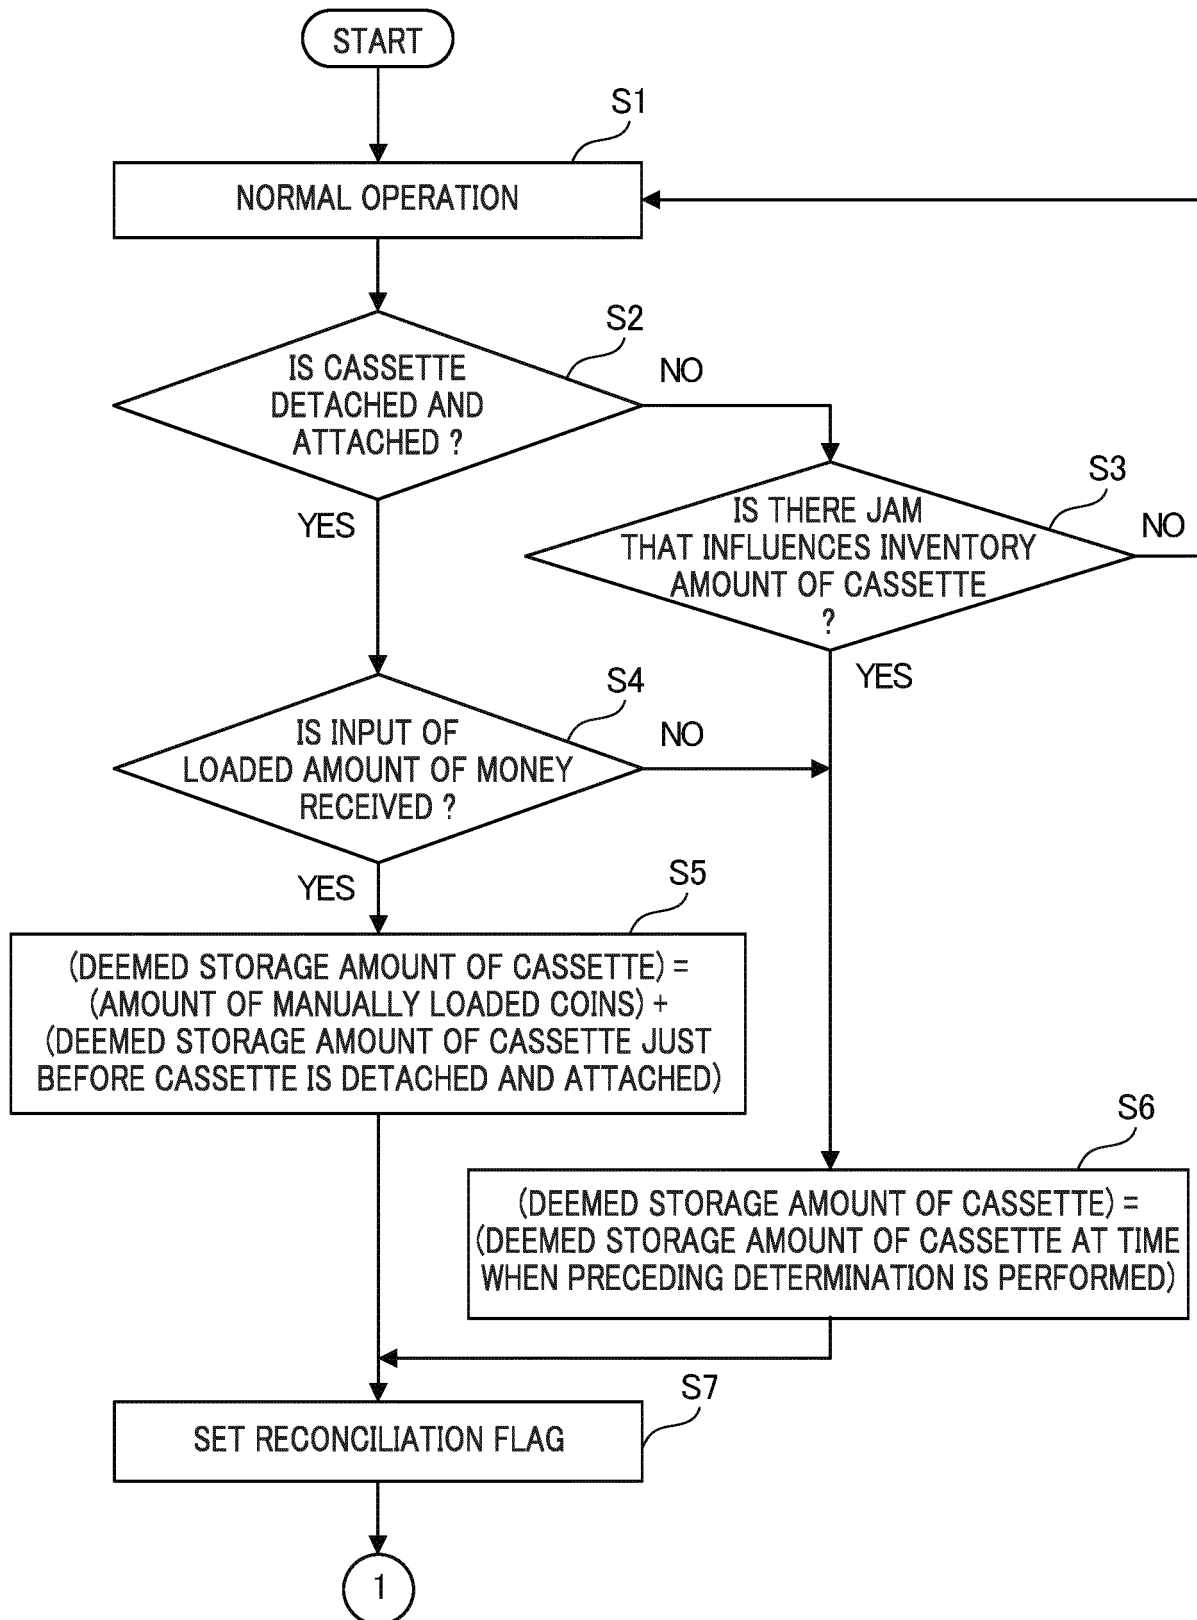 START
S1
NORMAL OPERATION
S2
IS CASSETTE
DETACHED AND
ATTACHED ?
NO
YES
S3
IS THERE JAM
THAT INFLUENCES INVENTORY
AMOUNT OF CASSETTE
?
NO
YES
S4
IS INPUT OF
LOADED AMOUNT OF MONEY
RECEIVED ?
NO
YES
S5
(DEEMED STORAGE AMOUNT OF CASSETTE) =
(AMOUNT OF MANUALLY LOADED COINS) +
(DEEMED STORAGE AMOUNT OF CASSETTE JUST
BEFORE CASSETTE IS DETACHED AND ATTACHED)
S6
(DEEMED STORAGE AMOUNT OF CASSETTE) =
(DEEMED STORAGE AMOUNT OF CASSETTE AT TIME
WHEN PRECEDING DETERMINATION IS PERFORMED)
S7
SET RECONCILIATION FLAG
1